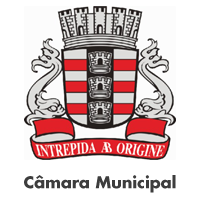 INTREPIDA AB ORIGINE
Câmara Municipal